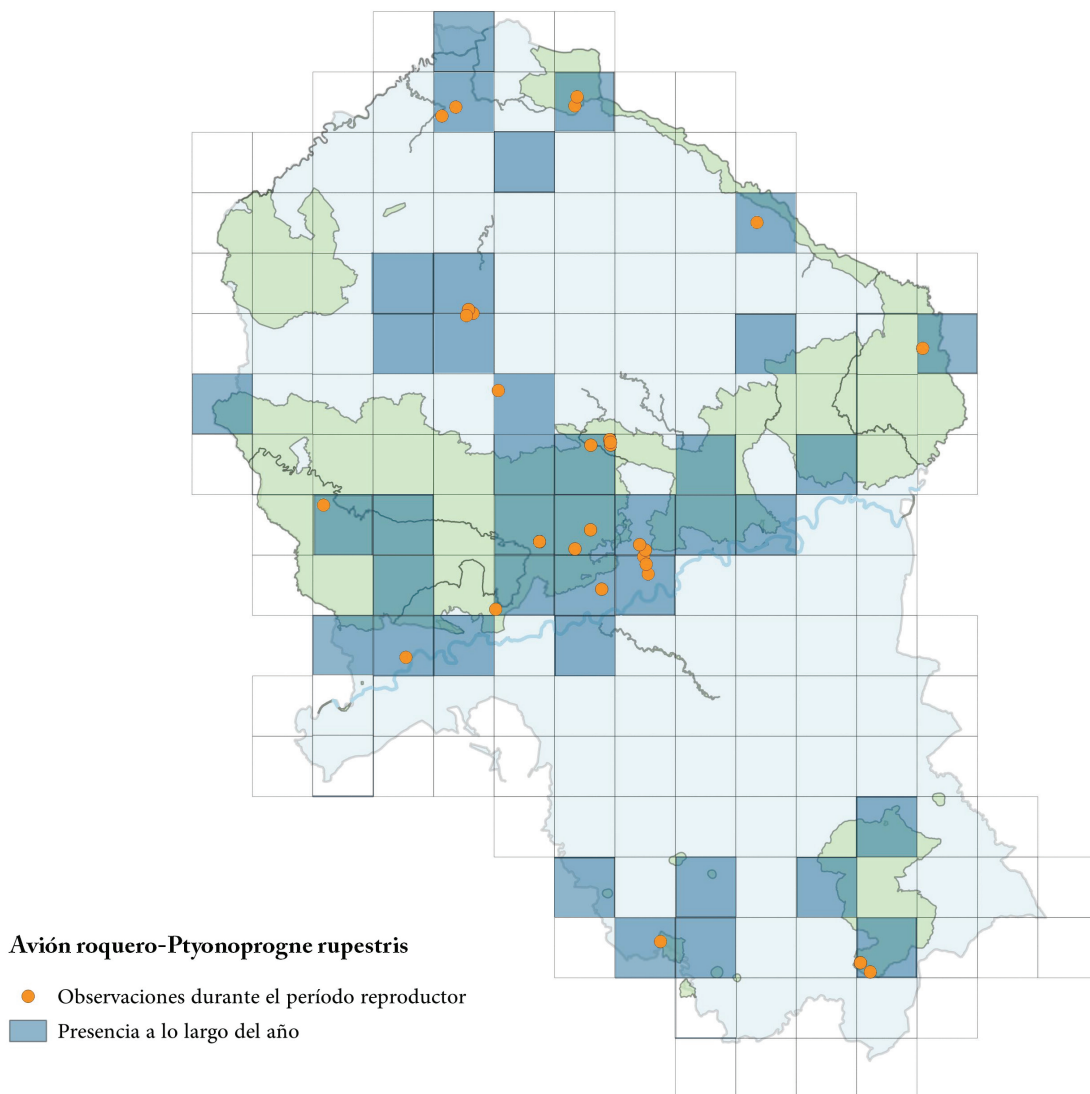 Avión roquero-Ptyonoprogne rupestris
Observaciones durante el período reproductor
Presencia a lo largo del año